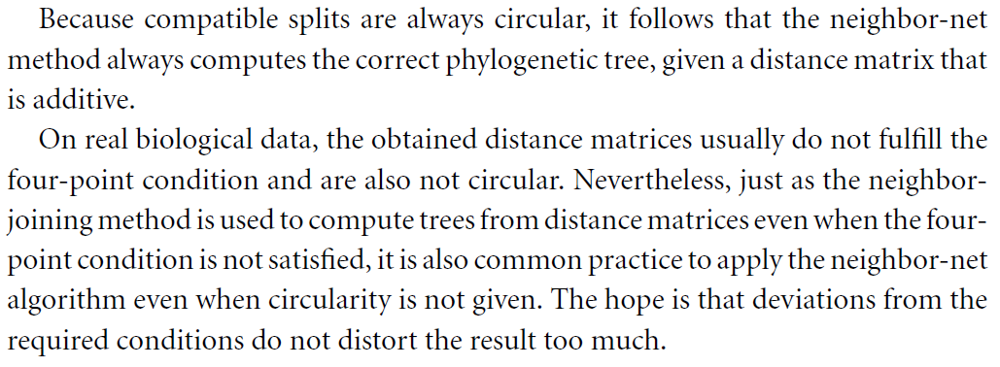 Because compatible splits are always circular, it follows that the neighbor-net
method always computes the correct phylogenetic tree, given a distance matrix that
is additive.
On real biological data, the obtained distance matrices usually do not fulfill the
four-point condition and are also not circular. Nevertheless, just as the neighbor-
joining method is used to compute trees from distance matrices even when the four-
point condition is not satisfied, it is also common practice to apply the neighbor-net
algorithm even when circularity is not given. The hope is that deviations from the
required conditions do not distort the result too much.